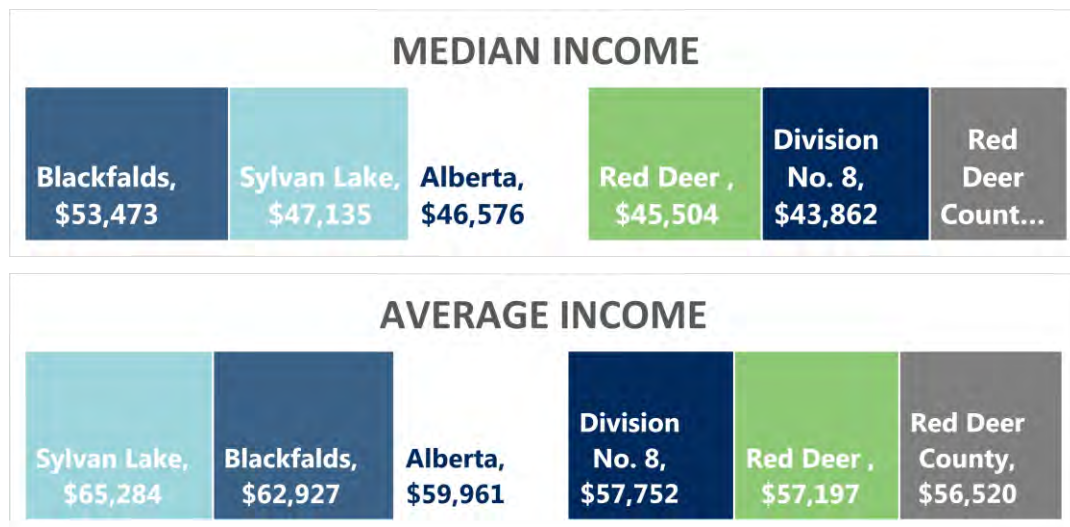 MEDIAN INCOME
Blackfalds,
$53,473
Sylvan Lake,
$47,135
Alberta,
$46,576
Red Deer ,
$45,504
Division
No. 8,
$43,862
Red
Deer
Count...
AVERAGE INCOME
Sylvan Lake,
$65,284
Blackfalds,
$62,927
Alberta,
$59,961
Division
No. 8,
$57,752
Red Deer ,
$57,197
Red Deer
County,
$56,520